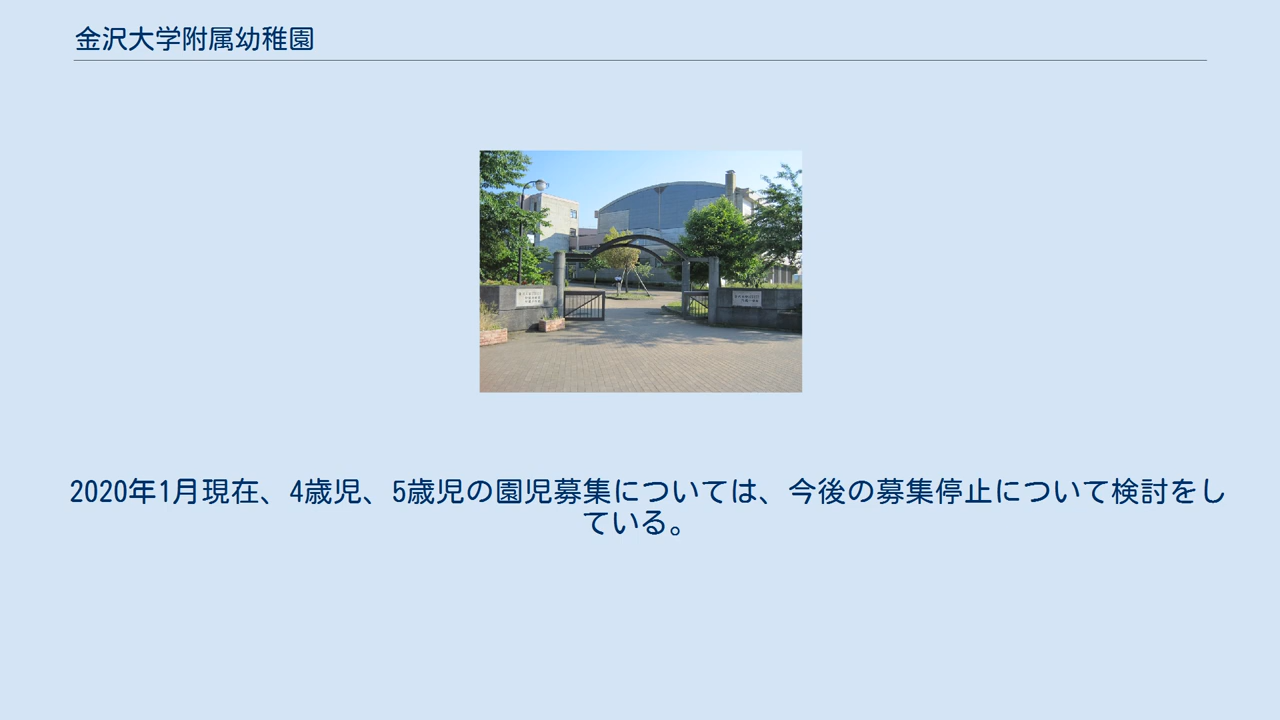 金沢大学附属幼稚園
2020年1月現在、4歳児、5歳児の園児募集については、今後の募集停止について検討をし
ている。